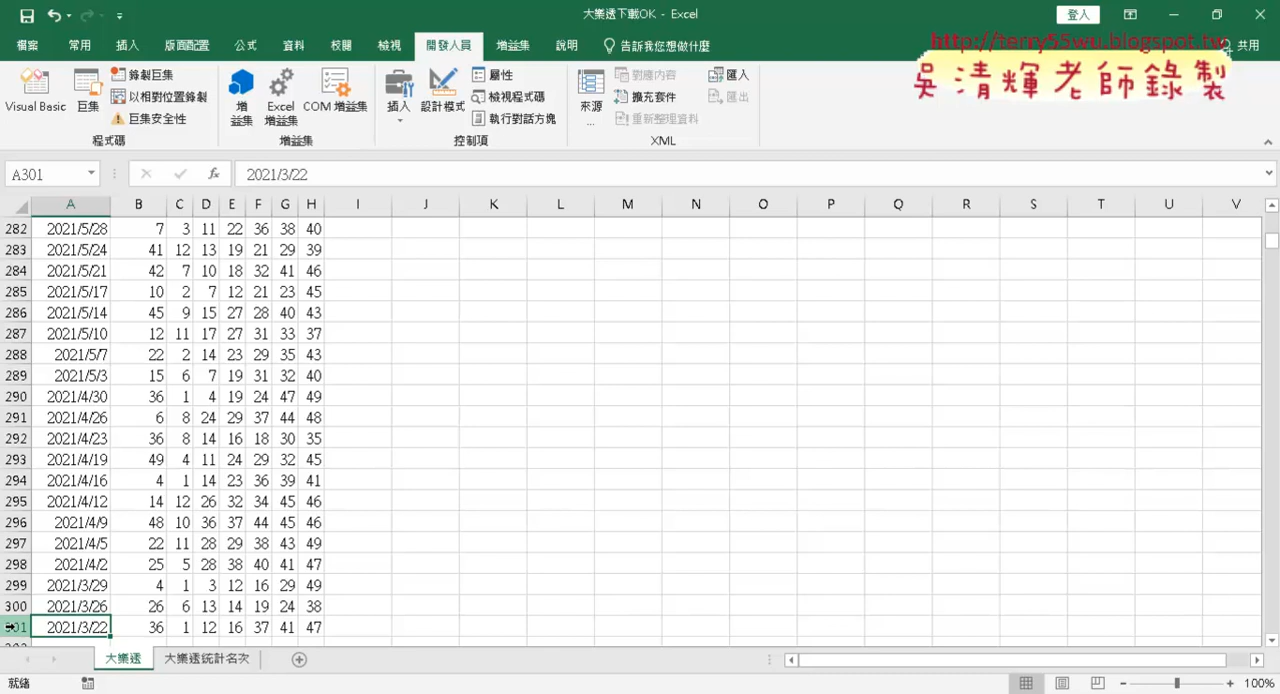 大樂透下載OK - Excel
登入
檔案 常用 插入 版面配置 公式 資料 校閱 檢視 開發人員 增益集 說明 告訴我您想做什麼 共用
http://terry55wu.blogspot.tw
吳清輝老師錄製
Visual Basic 巨集 錄製巨集 以相對位置錄製 巨集安全性 程式碼
增益集 Excel 增益集 COM 增益集 增益集
插入 設計模式 屬性 檢視程式碼 執行對話方塊 控制項
來源... 對應內容 擴充套件 重新整理資料 匯入 匯出 XML
A301 fx 2021/3/22
A B C D E F G H I J K L M N O P Q R S T U V
282 2021/5/28 7 3 11 22 36 38 40
283 2021/5/24 41 12 13 19 21 29 39
284 2021/5/21 42 7 10 18 32 41 46
285 2021/5/17 10 2 7 12 21 23 45
286 2021/5/14 45 9 15 27 28 40 43
287 2021/5/10 12 11 17 27 31 33 37
288 2021/5/7 22 2 14 23 29 35 43
289 2021/5/3 15 6 7 19 31 32 40
290 2021/4/30 36 1 4 19 24 47 49
291 2021/4/26 6 8 24 29 37 44 48
292 2021/4/23 36 8 14 16 18 30 35
293 2021/4/19 49 4 11 24 29 32 45
294 2021/4/16 4 1 14 23 36 39 41
295 2021/4/12 14 12 26 32 34 45 46
296 2021/4/9 48 10 36 37 44 45 46
297 2021/4/5 22 11 28 29 38 43 49
298 2021/4/2 25 5 28 38 40 41 47
299 2021/3/29 4 1 3 12 16 29 49
300 2021/3/26 26 6 13 14 19 24 38
301 2021/3/22 36 1 12 16 37 41 47
大樂透 大樂透統計名次
就緒 100%